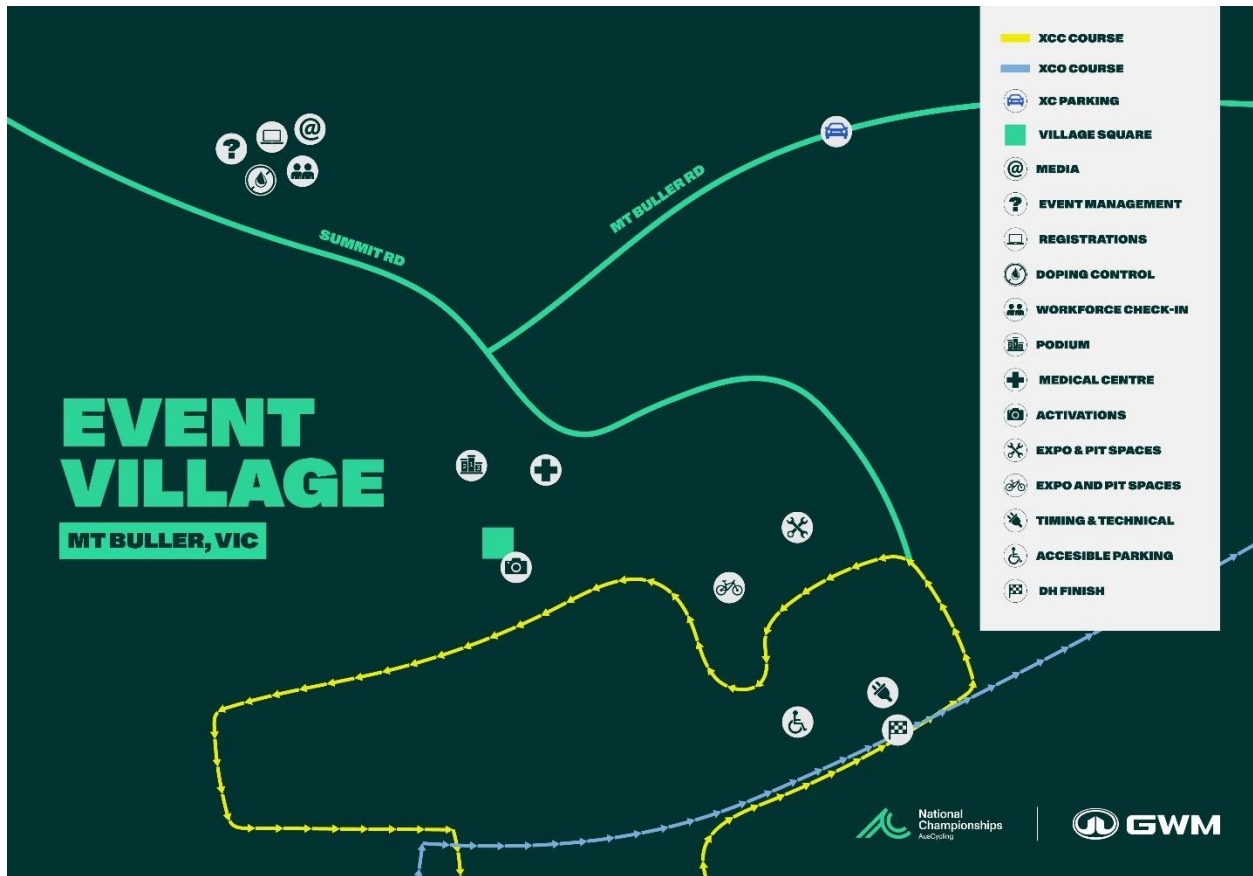 XCC COURSE
XCO COURSE
XC PARKING
VILLAGE SQUARE
@ MEDIA
? EVENT MANAGEMENT
REGISTRATIONS
DOPING CONTROL
WORKFORCE CHECK-IN
PODIUM
MEDICAL CENTRE
ACTIVATIONS
EXPO & PIT SPACES
EXPO AND PIT SPACES
TIMING & TECHNICAL
ACCESIBLE PARKING
DH FINISH
@
?
MT BULLER RD
SUMMIT RD
EVENT
VILLAGE
MT BULLER, VIC
National
Championships
AusCycling
GWM